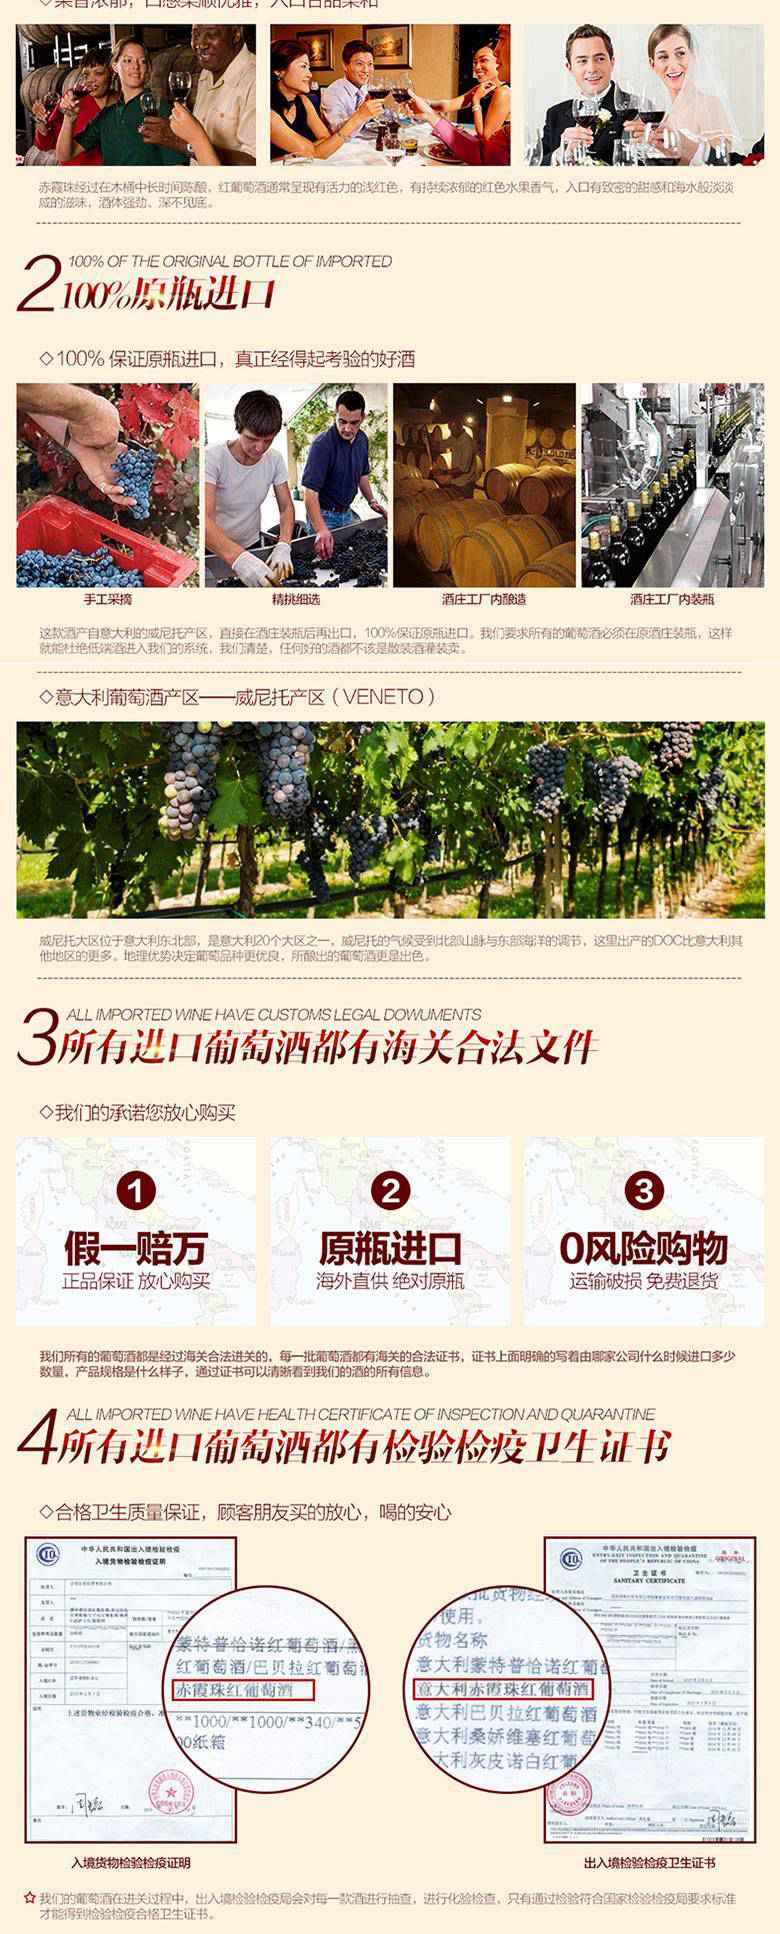 ◇果香浓郁，口感柔顺优雅，入口甘甜柔和
赤霞珠经过在木桶中长时间陈酿，红葡萄酒通常呈现有活力的浅红色，有持续浓郁的红色水果香气，入口有致密的甜感和海水般淡淡
咸的滋味，酒体强劲、深不见底。
2 100% OF THE ORIGINAL BOTTLE OF IMPORTED
100%原瓶进口
◇100% 保证原瓶进口，真正经得起考验的好酒
手工采摘 精挑细选 酒庄工厂内酿造 酒庄工厂内装瓶
这款酒产自意大利的威尼托产区，直接在酒庄装瓶后再出口，100%保证原瓶进口。我们要求所有的葡萄酒必须在原酒庄装瓶，这样
就能杜绝低端酒进入我们的系统，我们清楚，任何好的酒都不该是散装酒灌装卖。
◇意大利葡萄酒产区——威尼托产区（VENETO）
威尼托大区位于意大利东北部，是意大利20个大区之一，威尼托的气候受到北部山脉与东部海洋的调节，这里出产的DOC比意大利其
他地区的更多。地理优势决定葡萄品种更优良，所酿出的葡萄酒更是出色。
3 ALL IMPORTED WINE HAVE CUSTOMS LEGAL DOWUMENTS
所有进口葡萄酒都有海关合法文件
◇我们的承诺您放心购买
1 2 3
假一赔万 原瓶进口 0风险购物
正品保证 放心购买 海外直供 绝对原瓶 运输破损 免费退货
我们所有的葡萄酒都是经过海关合法进关的，每一批葡萄酒都有海关的合法证书，证书上面明确的写着由哪家公司什么时候进口多少
数量，产品规格是什么样子，通过证书可以清晰看到我们的酒的所有信息。
4 ALL IMPORTED WINE HAVE HEALTH CERTIFICATE OF INSPECTION AND QUARANTINE
所有进口葡萄酒都有检验检疫卫生证书
◇合格卫生质量保证，顾客朋友买的放心，喝的安心
中华人民共和国出入境检验检疫
入境货物检验检疫证明
蒙特普恰诺红葡萄酒/
红葡萄酒/巴贝拉红葡萄
赤霞珠红葡萄酒
**1000/**1000/**340/**5
00纸箱
中华人民共和国出入境检验检疫
ENTRY-EXIT INSPECTION AND QUARANTINE
OF THE PEOPLE'S REPUBLIC OF CHINA
ORIGINAL
卫生证书
SANITARY CERTIFICATE
使用。
货物名称
意大利蒙特普恰诺红葡
意大利赤霞珠红葡萄酒
意大利巴贝拉红葡萄酒
意大利桑娇维塞红葡萄
大利灰皮诺白红葡
入境货物检验检疫证明 出入境检验检疫卫生证书
☆我们的葡萄酒在进关过程中，出入境检验检疫局会对每一款酒进行抽查，进行化验检查，只有通过检验符合国家检验检疫局要求标准
才能得到检验检疫合格卫生证书。